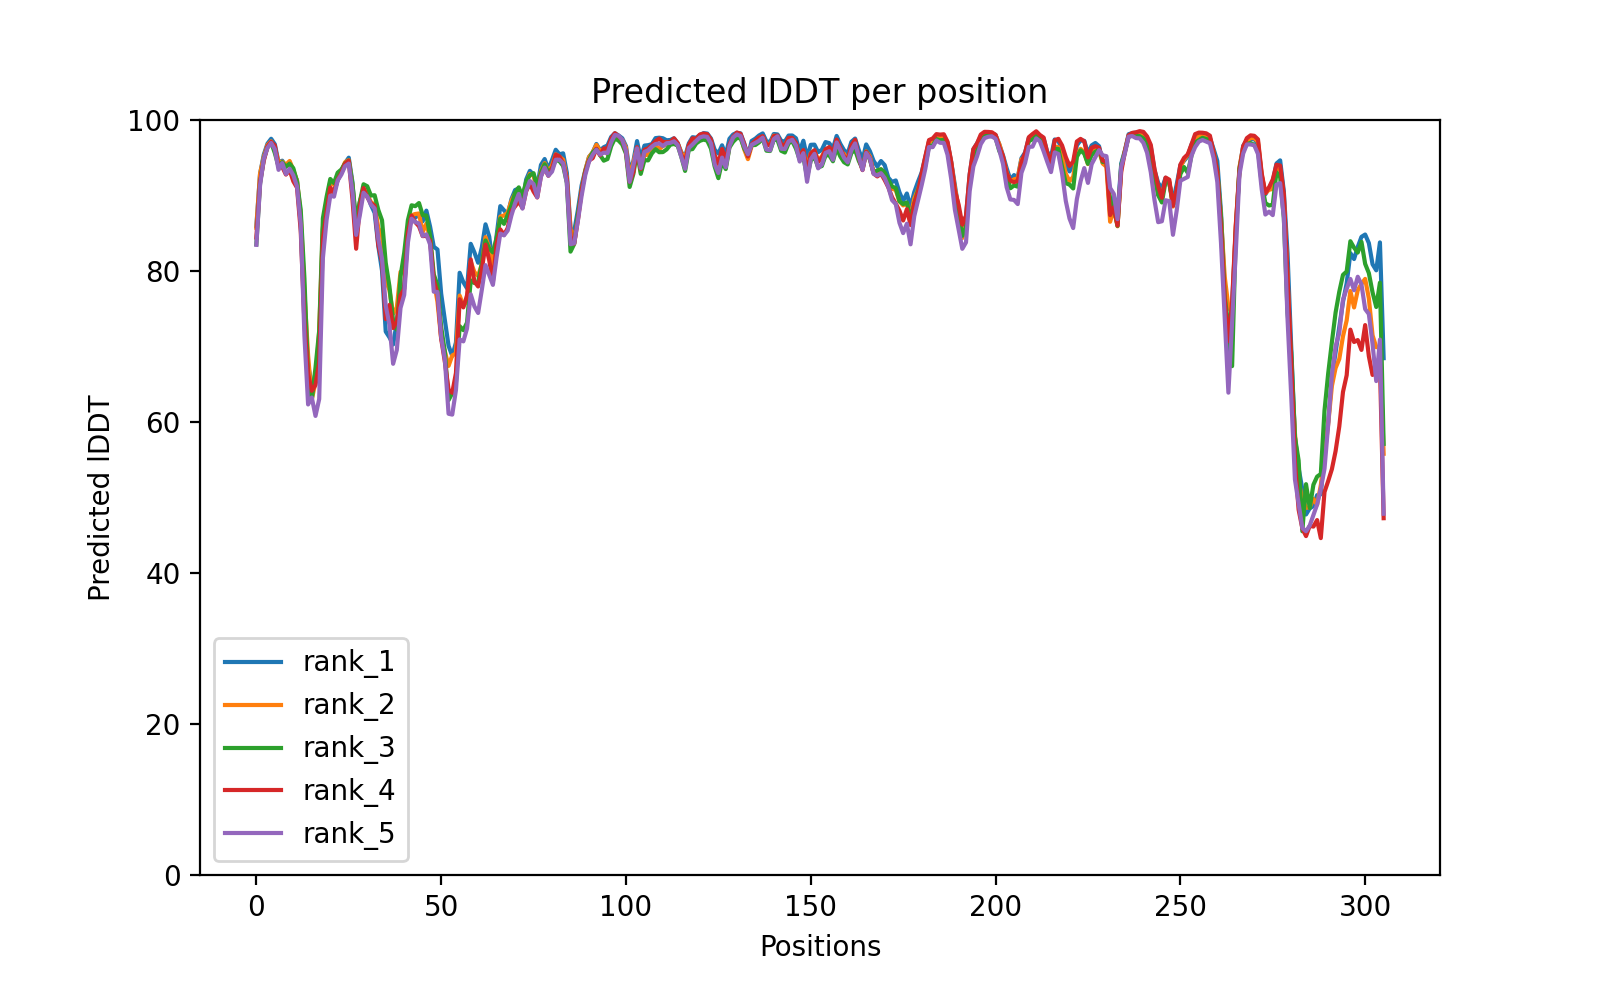 Predicted lDDT per position
100
80
60
40
20
0
Predicted lDDT
rank_1
rank_2
rank_3
rank_4
rank_5
0 50 100 150 200 250 300
Positions